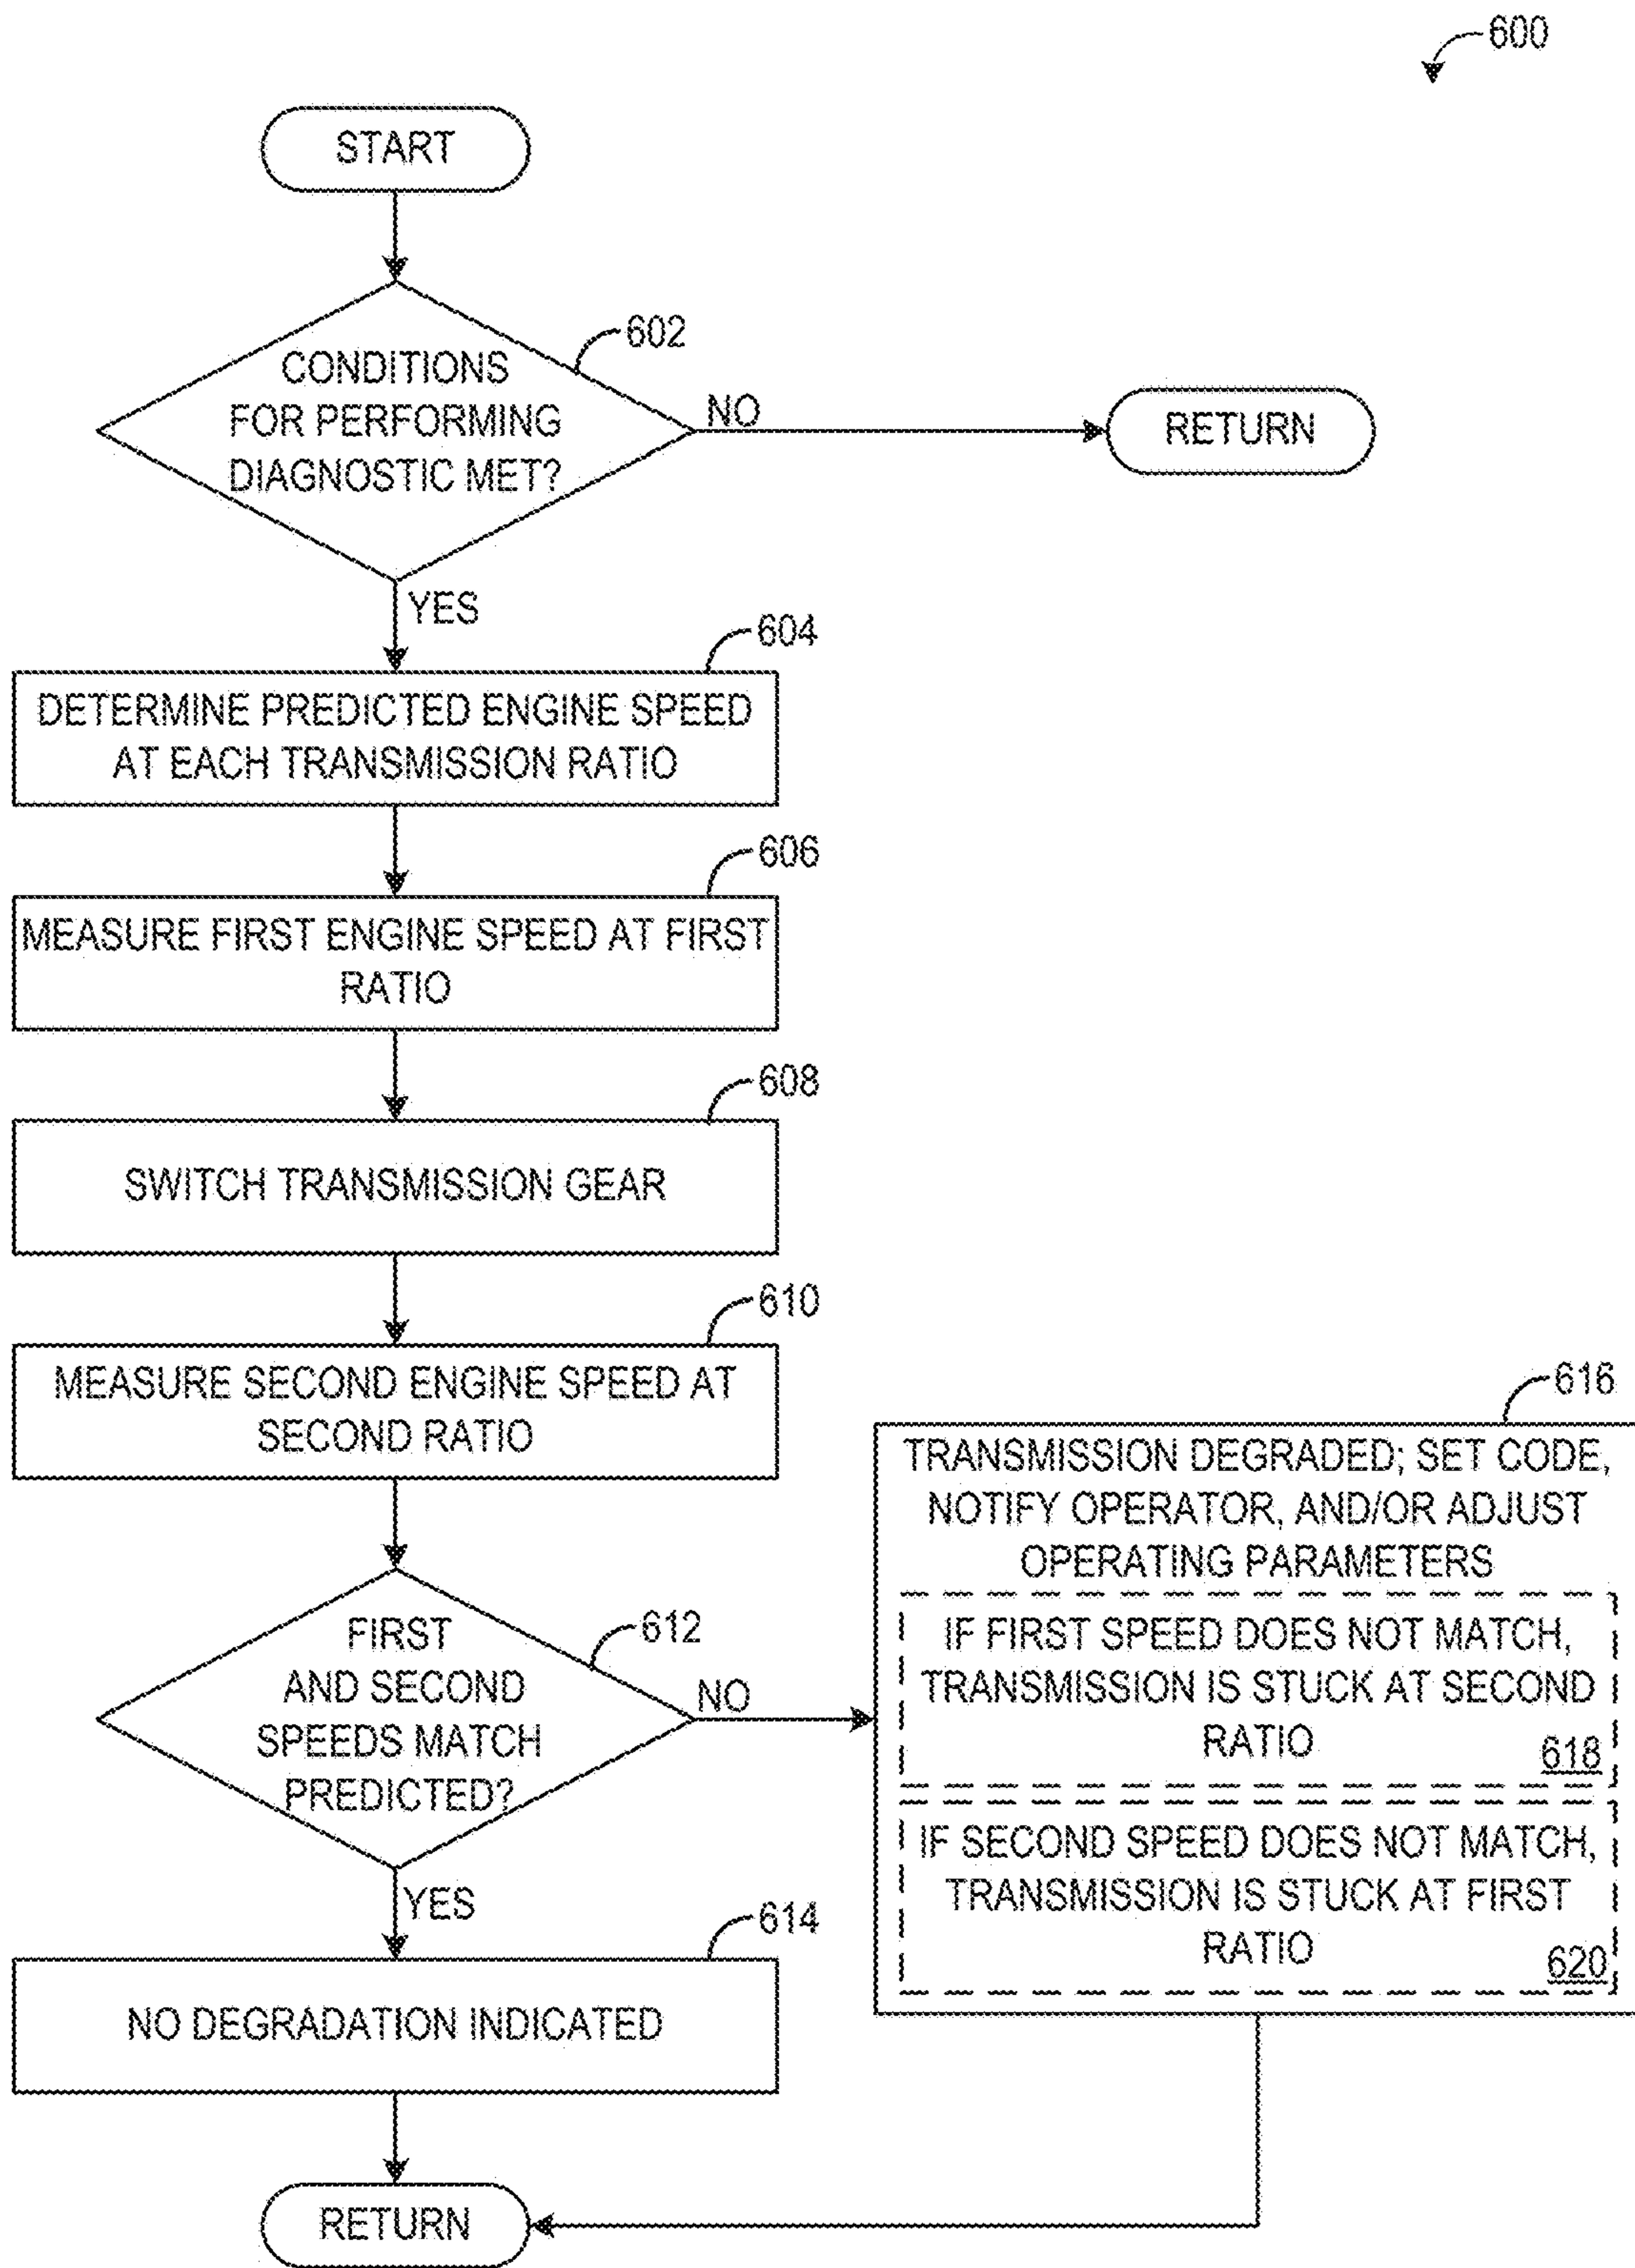 600
START
602
CONDITIONS
FOR PERFORMING
DIAGNOSTIC MET?
NO
RETURN
YES
604
DETERMINE PREDICTED ENGINE SPEED
AT EACH TRANSMISSION RATIO
606
MEASURE FIRST ENGINE SPEED AT FIRST
RATIO
608
SWITCH TRANSMISSION GEAR
610
MEASURE SECOND ENGINE SPEED AT
SECOND RATIO
612
FIRST
AND SECOND
SPEEDS MATCH
PREDICTED?
NO
616
TRANSMISSION DEGRADED; SET CODE,
NOTIFY OPERATOR, AND/OR ADJUST
OPERATING PARAMETERS
IF FIRST SPEED DOES NOT MATCH,
TRANSMISSION IS STUCK AT SECOND
RATIO
618
IF SECOND SPEED DOES NOT MATCH,
TRANSMISSION IS STUCK AT FIRST
RATIO
620
YES
614
NO DEGRADATION INDICATED
RETURN